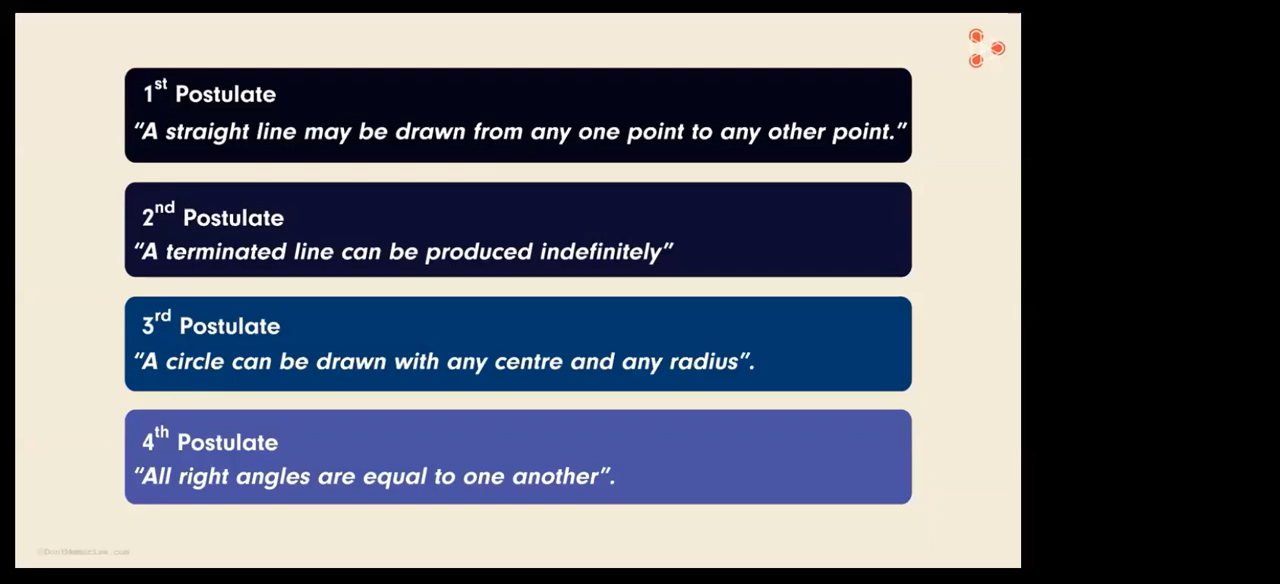 1st Postulate
“A straight line may be drawn from any one point to any other point.”
2nd Postulate
“A terminated line can be produced indefinitely”
3rd Postulate
“A circle can be drawn with any centre and any radius”.
4th Postulate
“All right angles are equal to one another”.